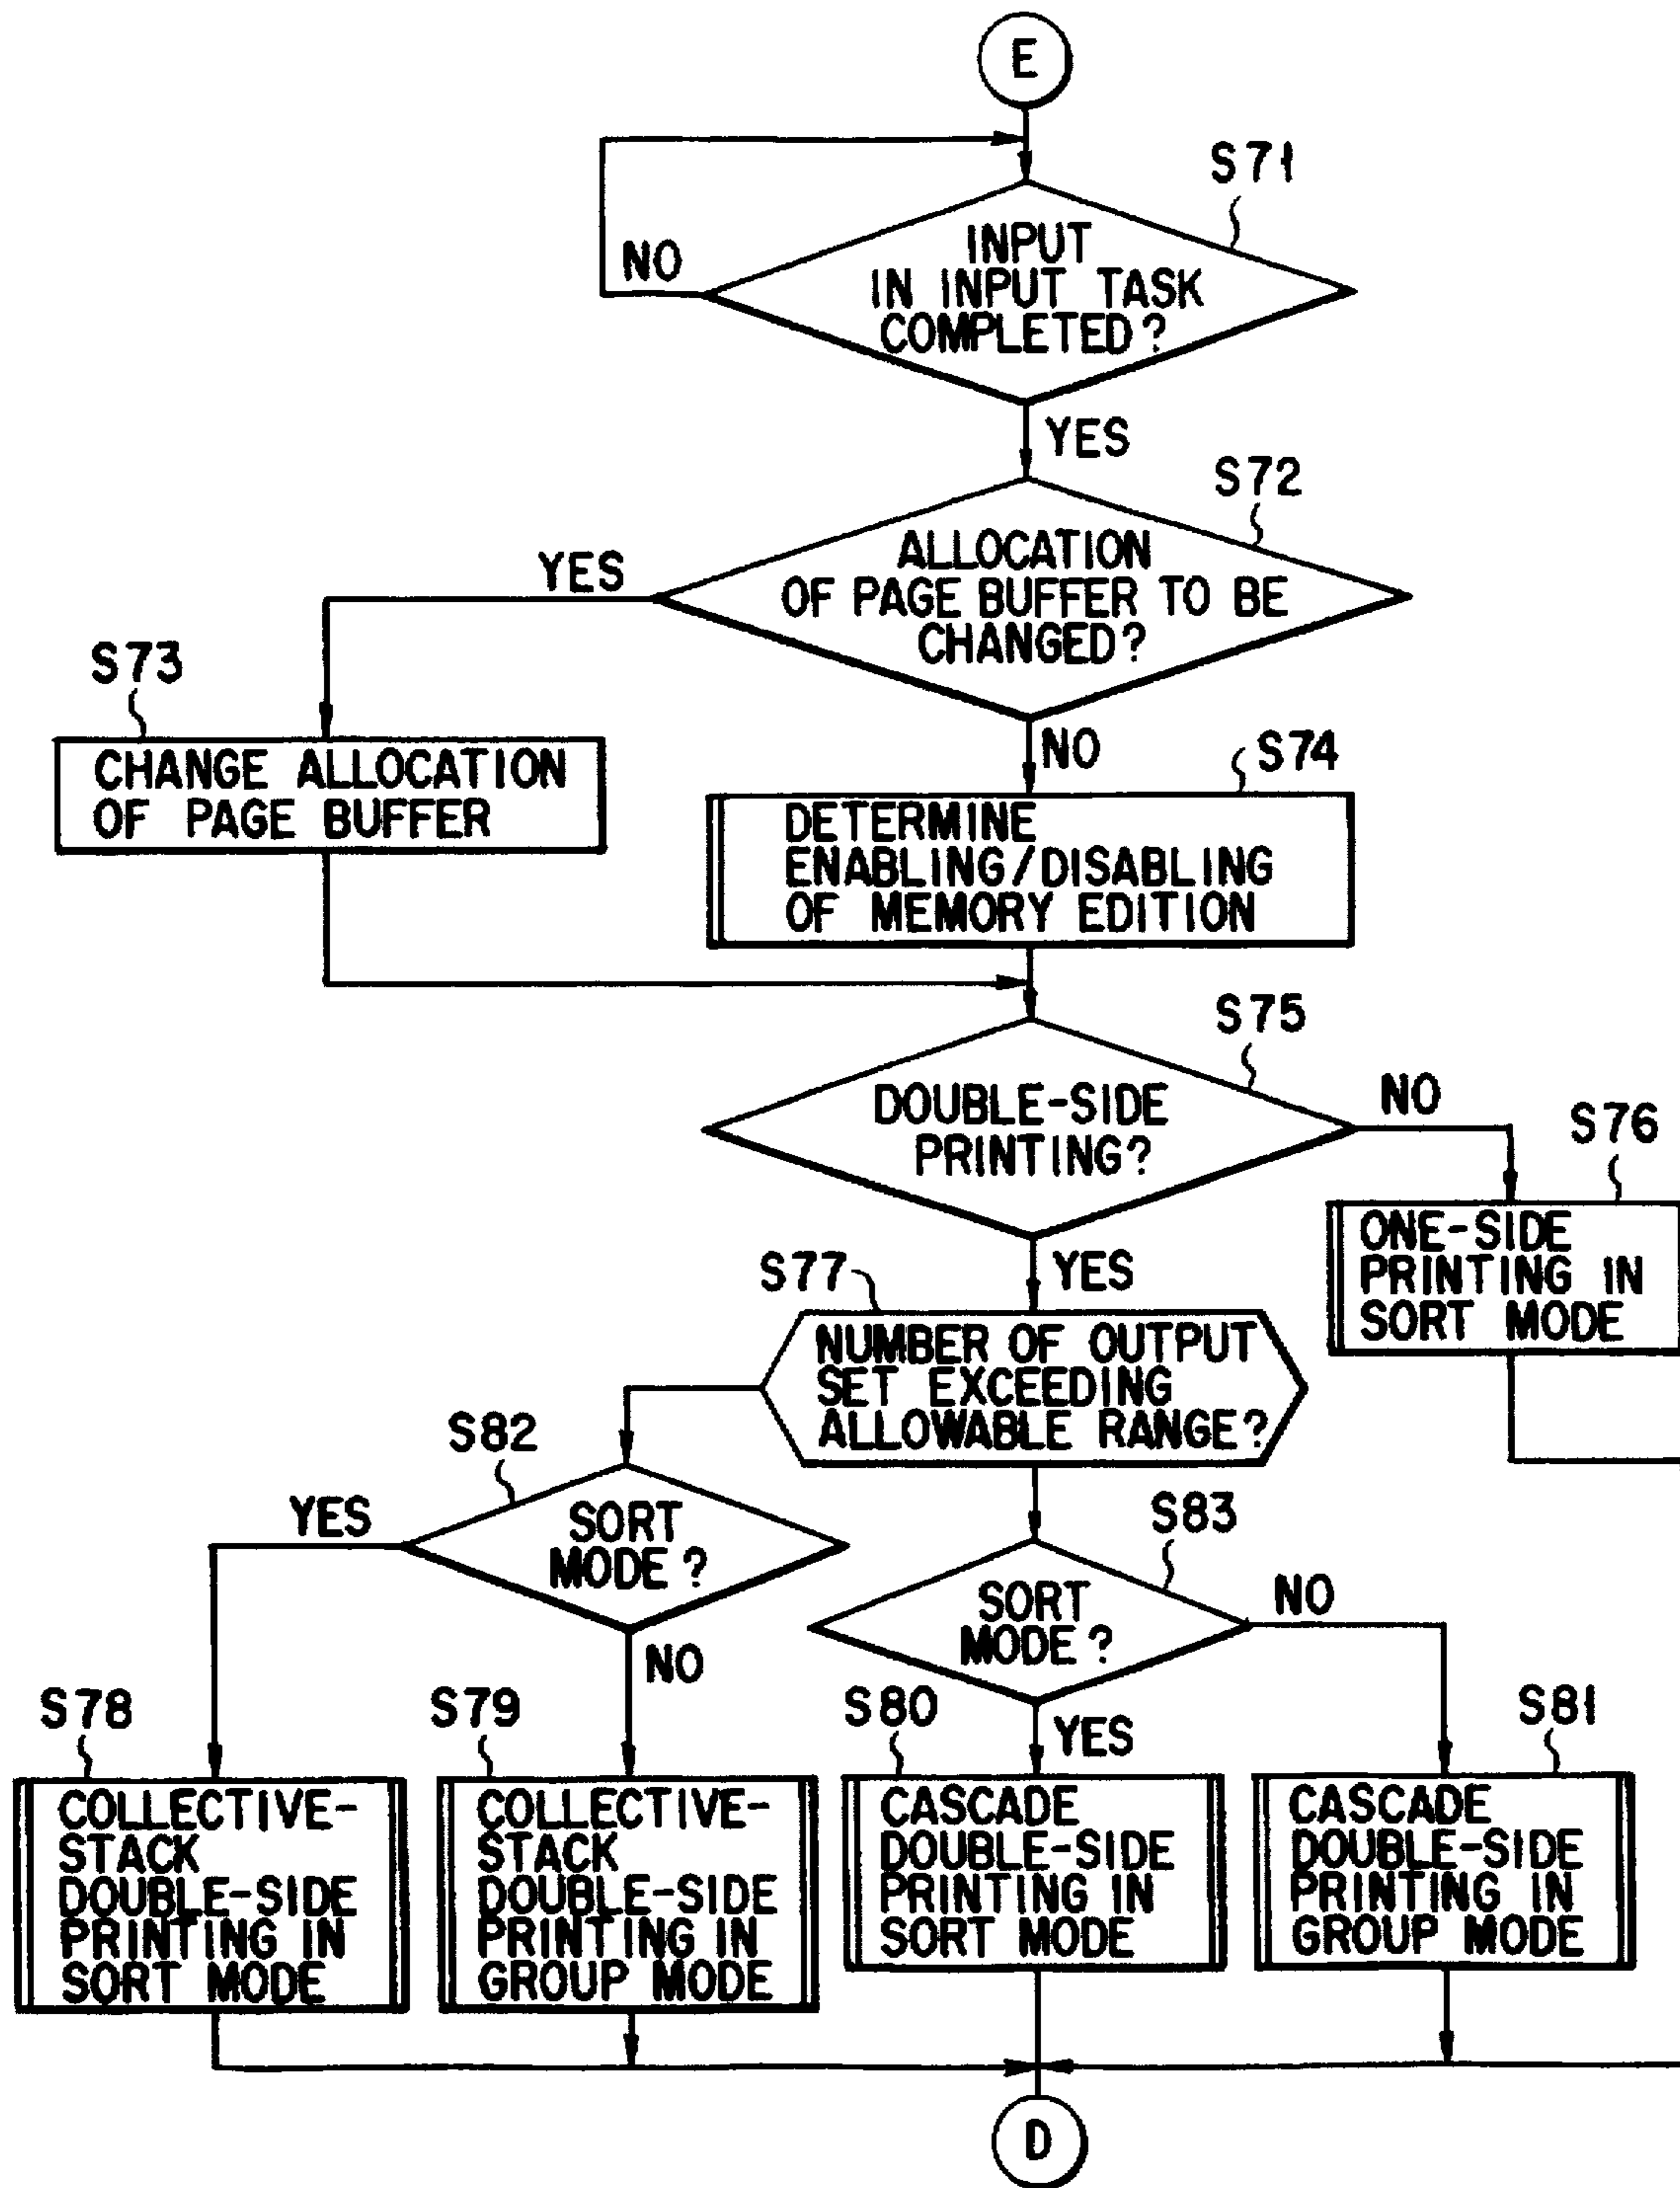 E
S71
INPUT
IN INPUT TASK
COMPLETED?
NO
YES
S72
ALLOCATION
OF PAGE BUFFER TO BE
CHANGED?
YES
S73
CHANGE ALLOCATION
OF PAGE BUFFER
NO
S74
DETERMINE
ENABLING/DISABLING
OF MEMORY EDITION
S75
DOUBLE-SIDE
PRINTING?
NO
S76
ONE-SIDE
PRINTING IN
SORT MODE
YES
S77
NUMBER OF OUTPUT
SET EXCEEDING
ALLOWABLE RANGE?
S82
SORT
MODE?
YES
NO
S83
SORT
MODE?
NO
YES
S78
COLLECTIVE-
STACK
DOUBLE-SIDE
PRINTING IN
SORT MODE
S79
COLLECTIVE-
STACK
DOUBLE-SIDE
PRINTING IN
GROUP MODE
S80
CASCADE
DOUBLE-SIDE
PRINTING IN
SORT MODE
S81
CASCADE
DOUBLE-SIDE
PRINTING IN
GROUP MODE
D